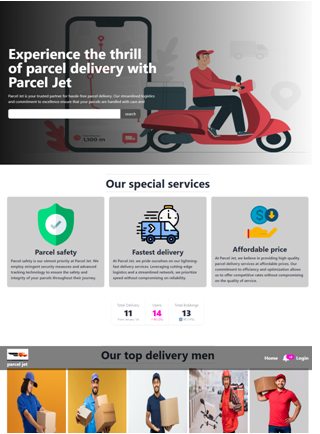 Experience the thrill
of parcel delivery with
Parcel Jet
Parcel Jet is your trusted partner for hassle free parcel delivery. Our streamlined logistics
and commitment to excellence ensure that your parcels are handled with care and
search
1,100 m
Our special services
Parcel safety
Parcel safety is our utmost priority at Parcel Jet. We
employ stringent security measures and advanced
tracking technology to ensure the safety and
integrity of your parcels throughout their journey.
Fastest delivery
At Parcel Jet, we pride ourselves on our lightning-
fast delivery services. Leveraging cutting-edge
logistics and a streamlined network, we prioritize
speed without compromising on reliability.
Affordable price
At Parcel Jet, we believe in providing high-quality
parcel delivery services at affordable prices. Our
commitment to efficiency and optimization allows
us to offer competitive rates without compromising
on the quality of service.
Total Delivery
11
Users
14
Total Bookings
13
Our top delivery men
parcel jet
Home
Login